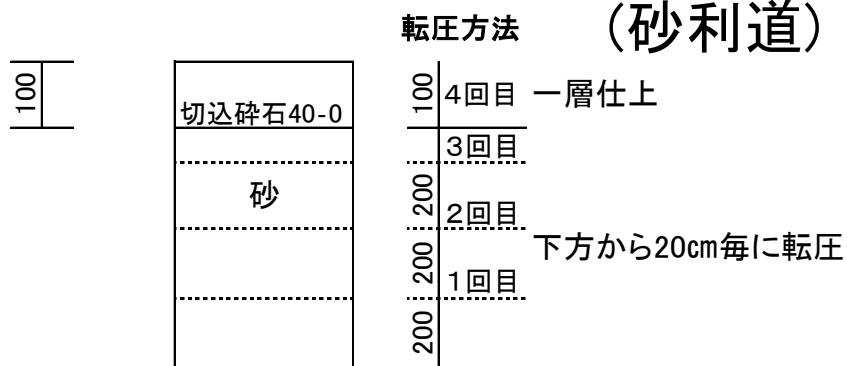 転圧方法 (砂利道)
100 切込砕石40-0 100 4回目 一層仕上
3回目
砂 200 2回目
下方から20㎝毎に転圧
200 1回目
200